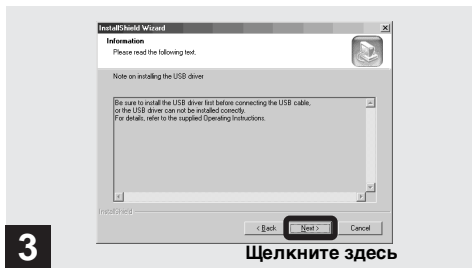 InstallShield Wizard
Information
Please read the following text.
Note on installing the USB driver
Be sure to install the USB driver first before connecting the USB cable,
or the USB driver can not be installed correctly.
For details, refer to the supplied Operating Instructions.
InstallShield
< Back Next > Cancel
3
Щелкните здесь